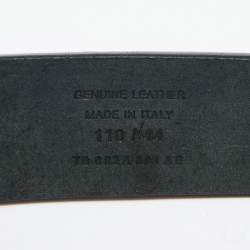 GENUINE LEATHER
MADE IN ITALY
110 / 44